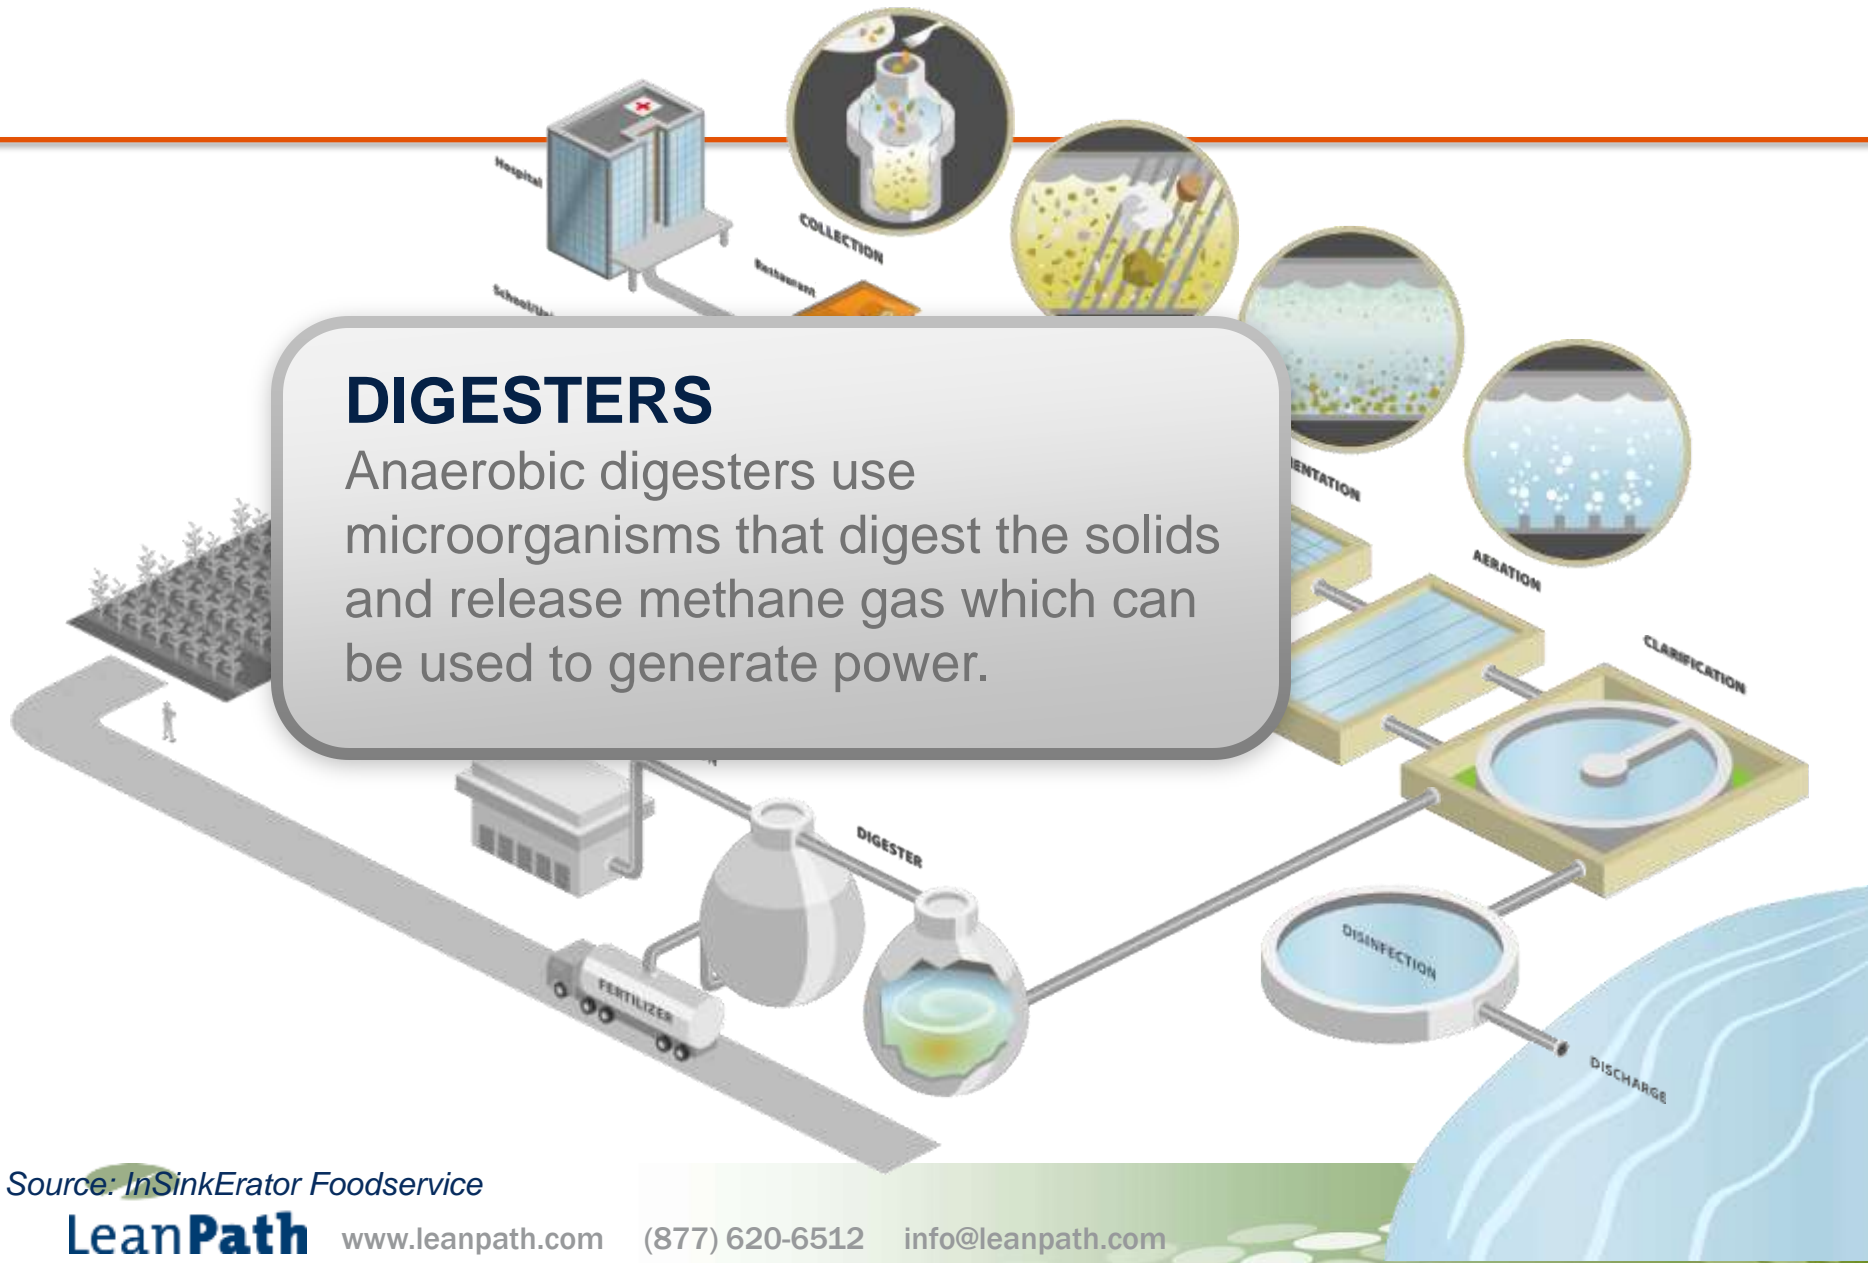 Hospital
COLLECTION
Restaurant
DIGESTERS
Anaerobic digesters use
microorganisms that digest the solids
and release methane gas which can
be used to generate power.
AERATION
CLARIFICATION
DIGESTER
DISINFECTION
FERTILIZER
DISCHARGE
Source: InSinkErator Foodservice
LeanPath www.leanpath.com (877) 620-6512 info@leanpath.com